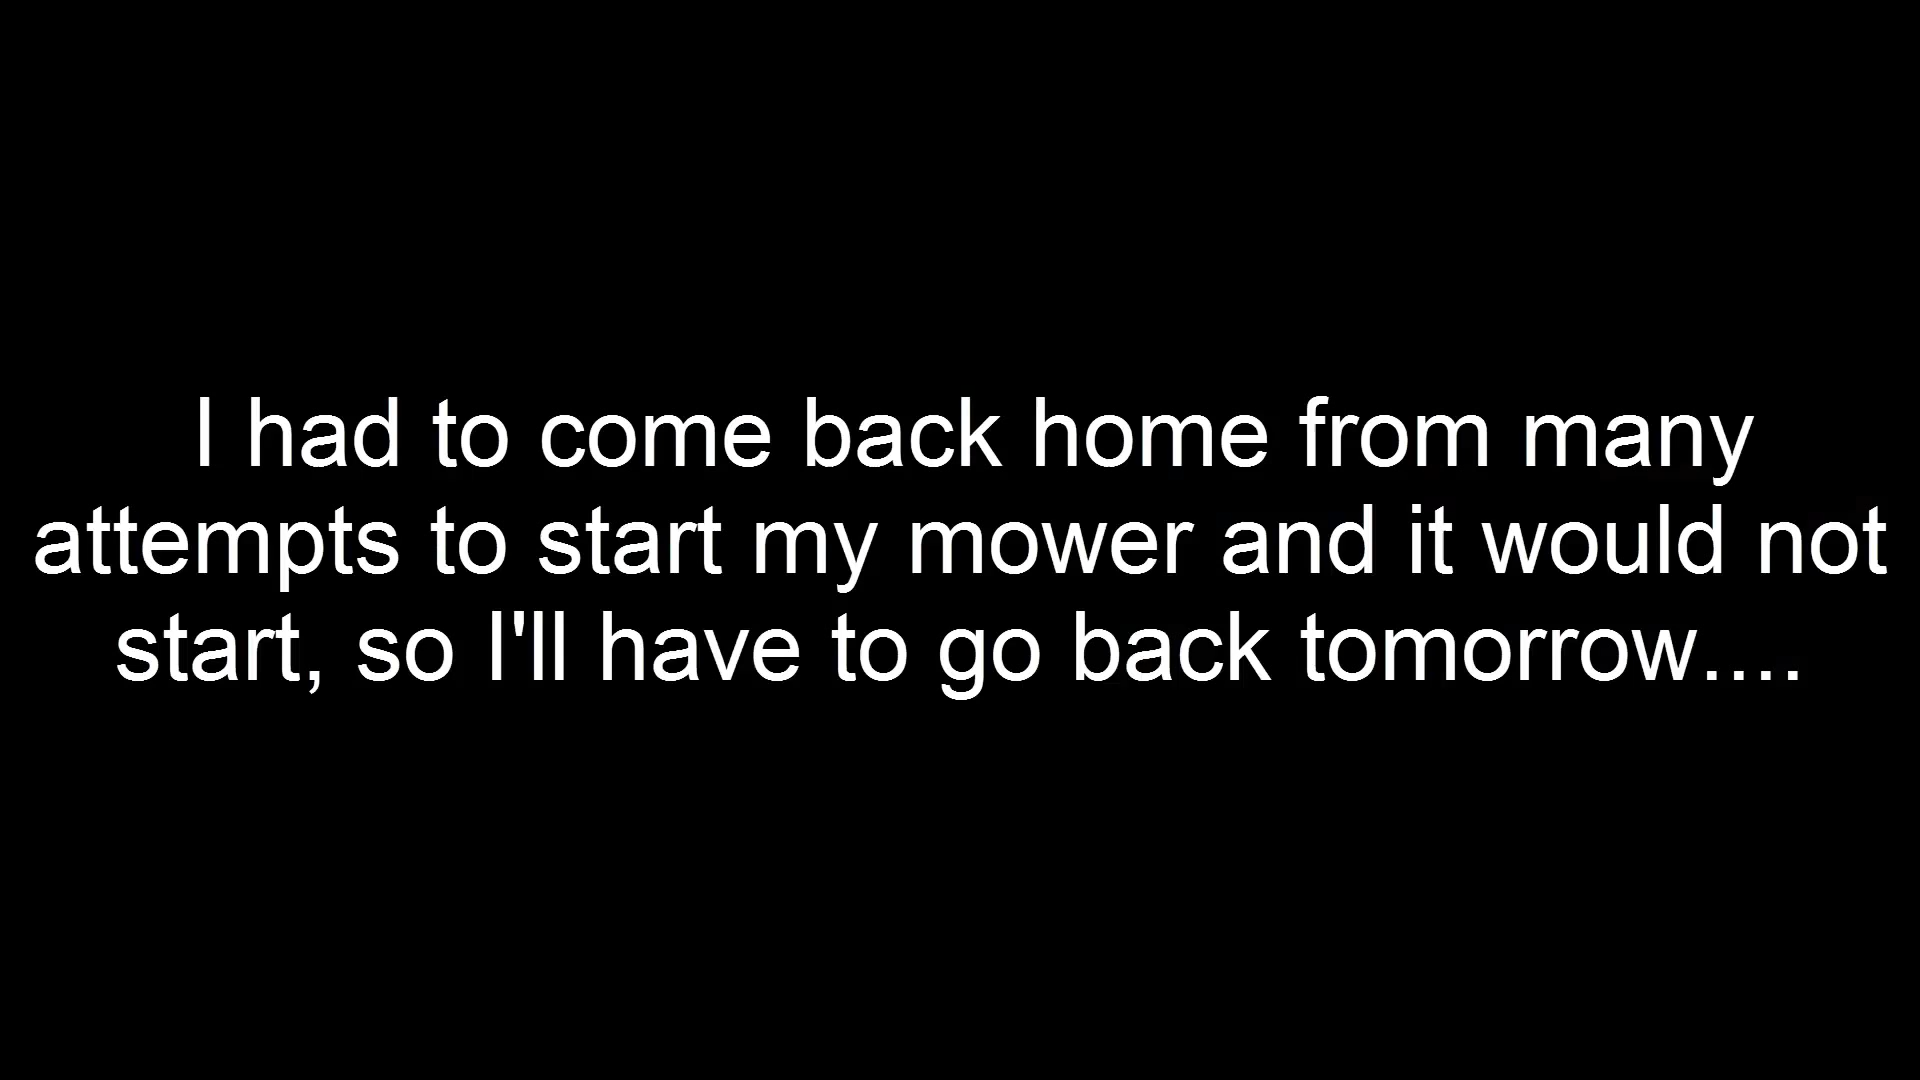 I had to come back home from many
attempts to start my mower and it would not
start, so I'll have to go back tomorrow....